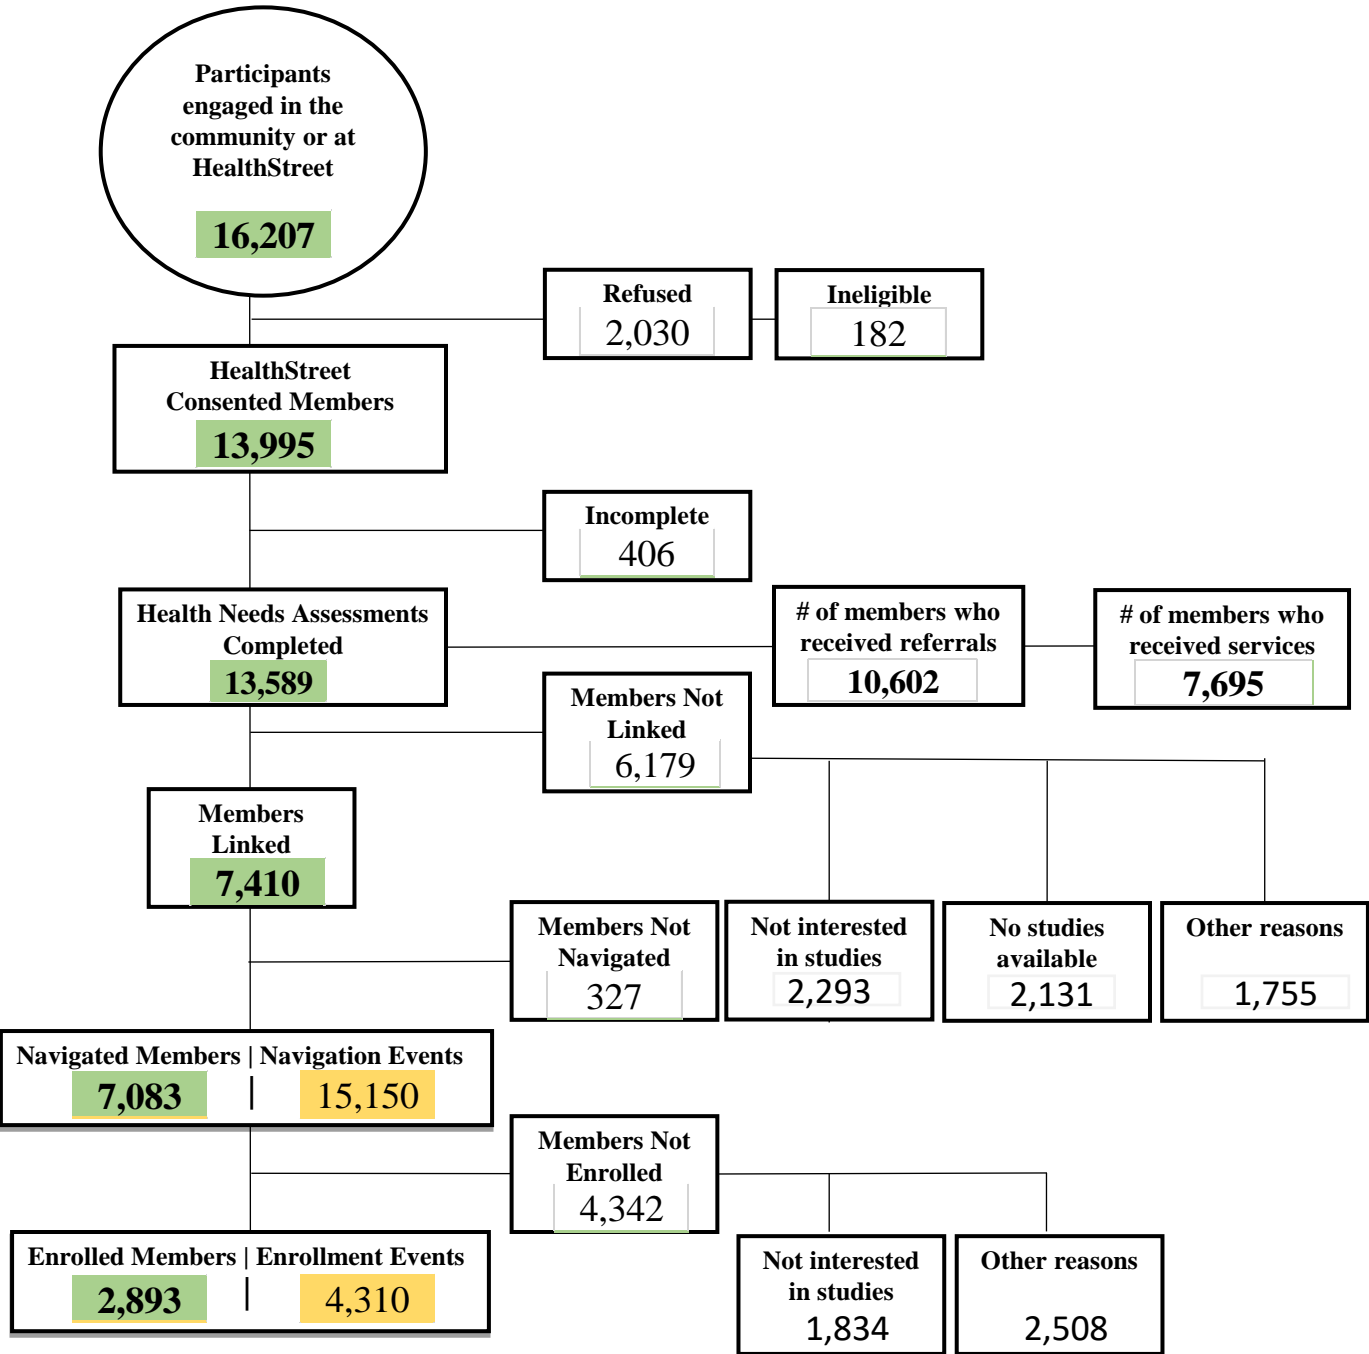 Participants
engaged in the
community or at
HealthStreet
16,207
Refused
2,030
Ineligible
182
HealthStreet
Consented Members
13,995
Incomplete
406
Health Needs Assessments
Completed
13,589
# of members who
received referrals
10,602
# of members who
received services
7,695
Members Not
Linked
6,179
Members
Linked
7,410
Members Not
Navigated
327
Not interested
in studies
2,293
No studies
available
2,131
Other reasons
1,755
Navigated Members | Navigation Events
7,083 | 15,150
Members Not
Enrolled
4,342
Enrolled Members | Enrollment Events
2,893 | 4,310
Not interested
in studies
1,834
Other reasons
2,508